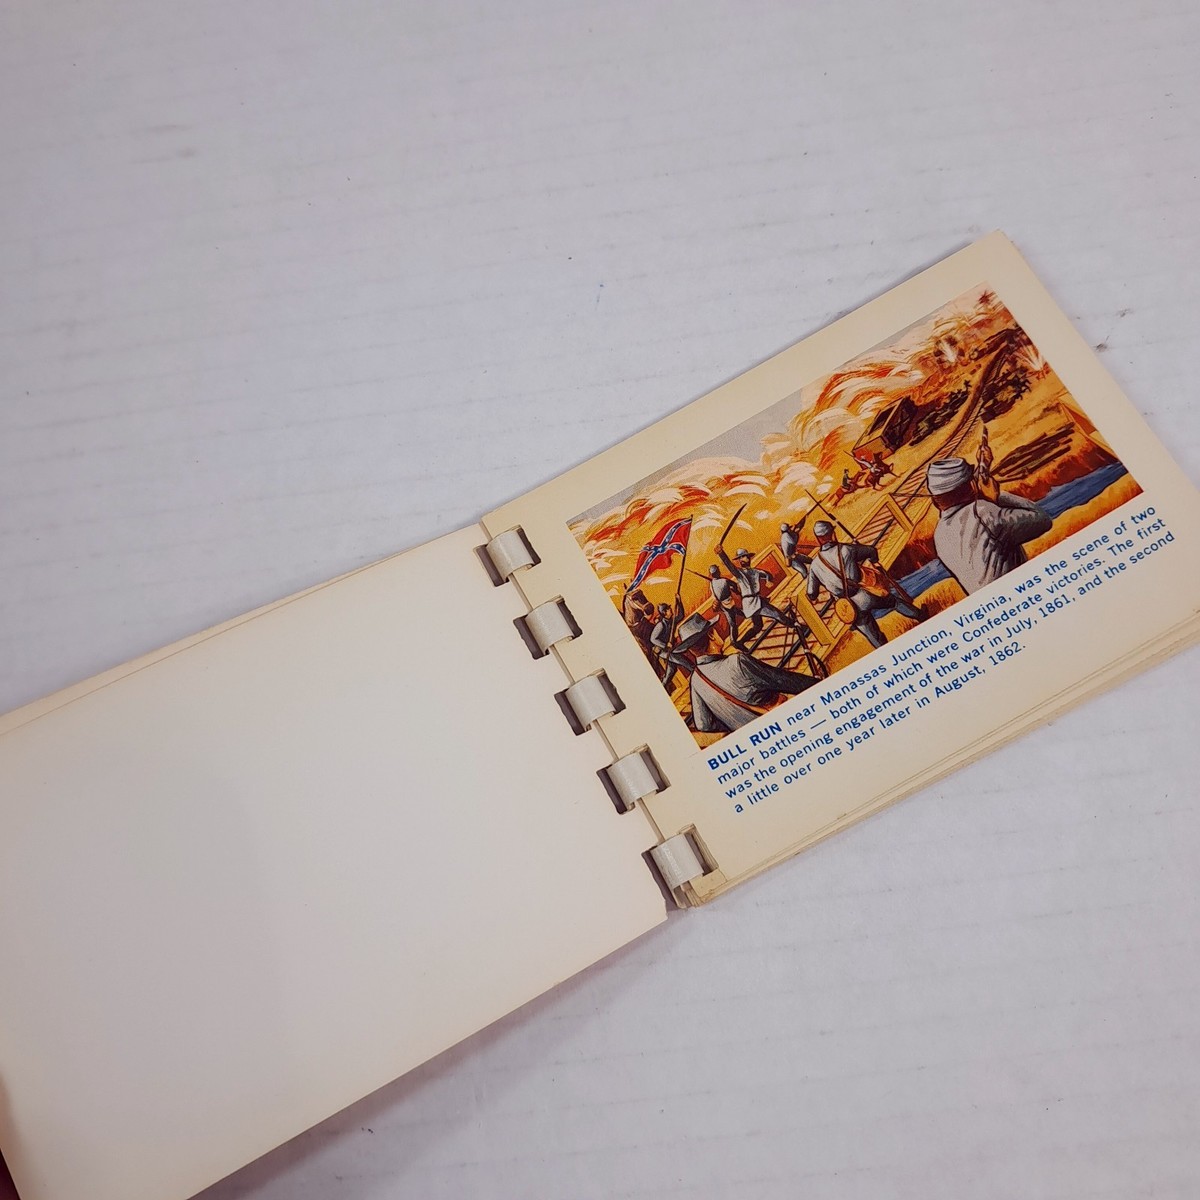 BULL RUN near Manassas Junction, Virginia, was the scene of two
major battles — both of which were Confederate victories. The first
was the opening engagement of the war in July, 1861, and the second
a little over one year later in August, 1862.